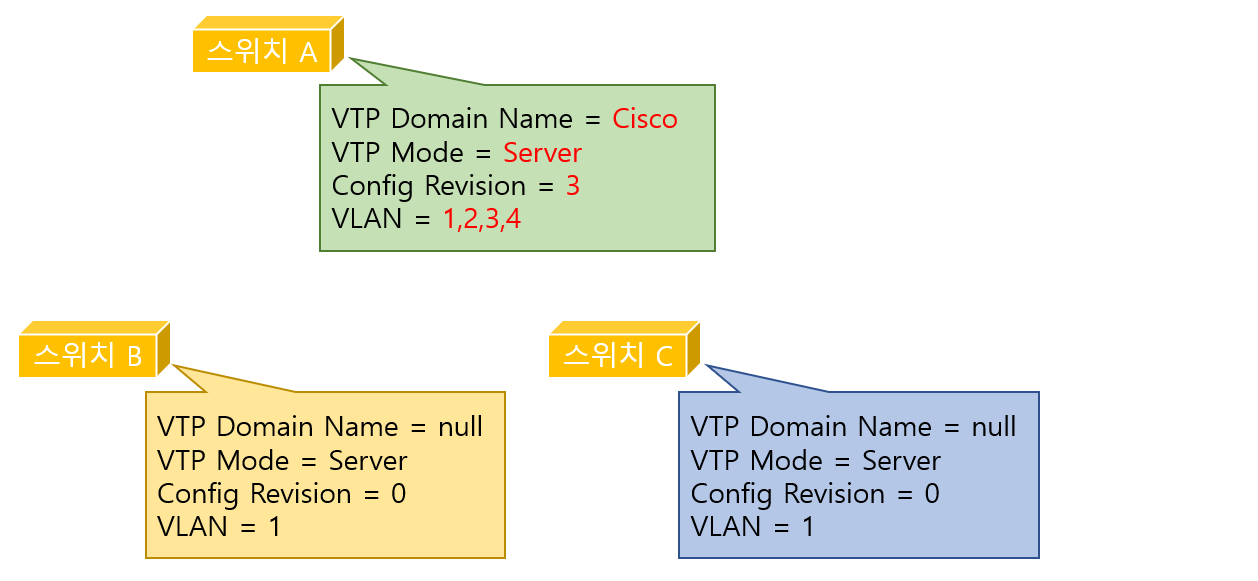 스위치 A
VTP Domain Name = Cisco
VTP Mode = Server
Config Revision = 3
VLAN = 1,2,3,4
스위치 B
VTP Domain Name = null
VTP Mode = Server
Config Revision = 0
VLAN = 1
스위치 C
VTP Domain Name = null
VTP Mode = Server
Config Revision = 0
VLAN = 1